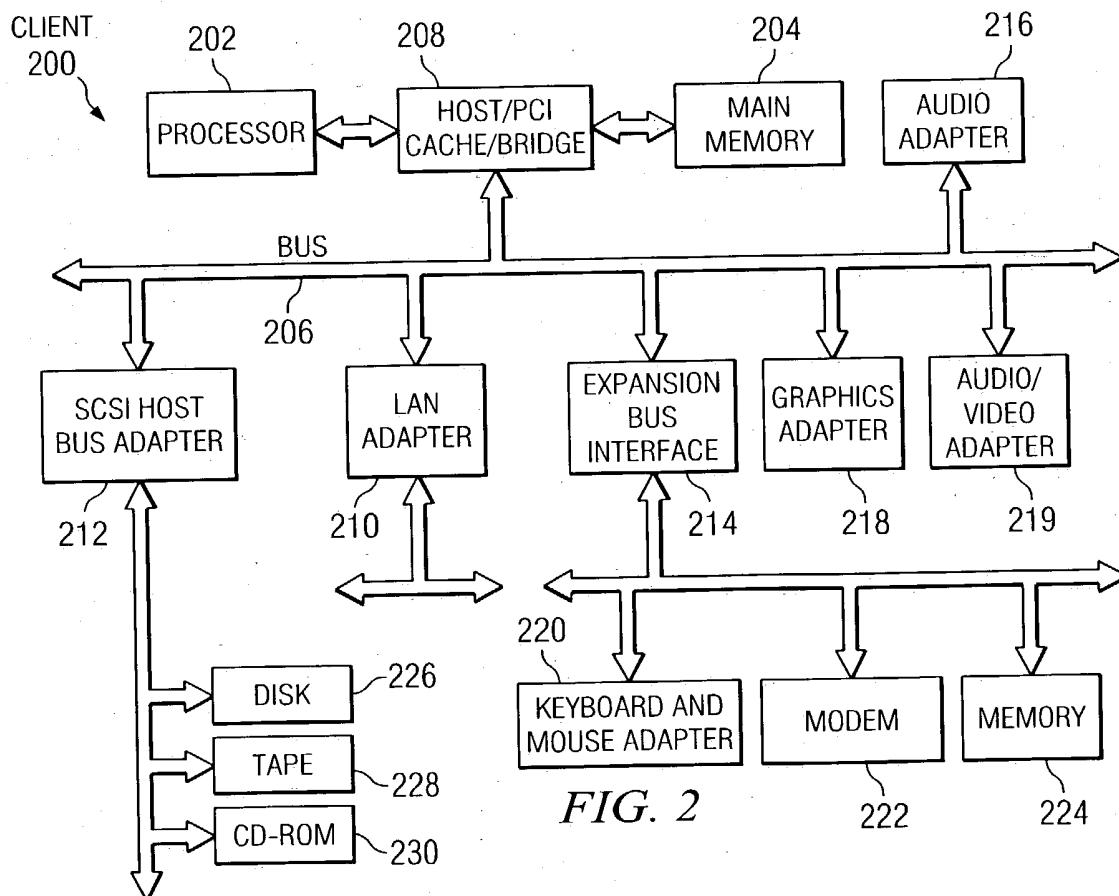 CLIENT
200
202
208
204
216
PROCESSOR
HOST/PCI
CACHE/BRIDGE
MAIN
MEMORY
AUDIO
ADAPTER
BUS
206
SCSI HOST
BUS ADAPTER
LAN
ADAPTER
EXPANSION
BUS
INTERFACE
GRAPHICS
ADAPTER
AUDIO/
VIDEO
ADAPTER
212
210
214
218
219
220
DISK
226
KEYBOARD AND
MOUSE ADAPTER
MODEM
MEMORY
TAPE
228
222
224
CD-ROM
230
FIG. 2